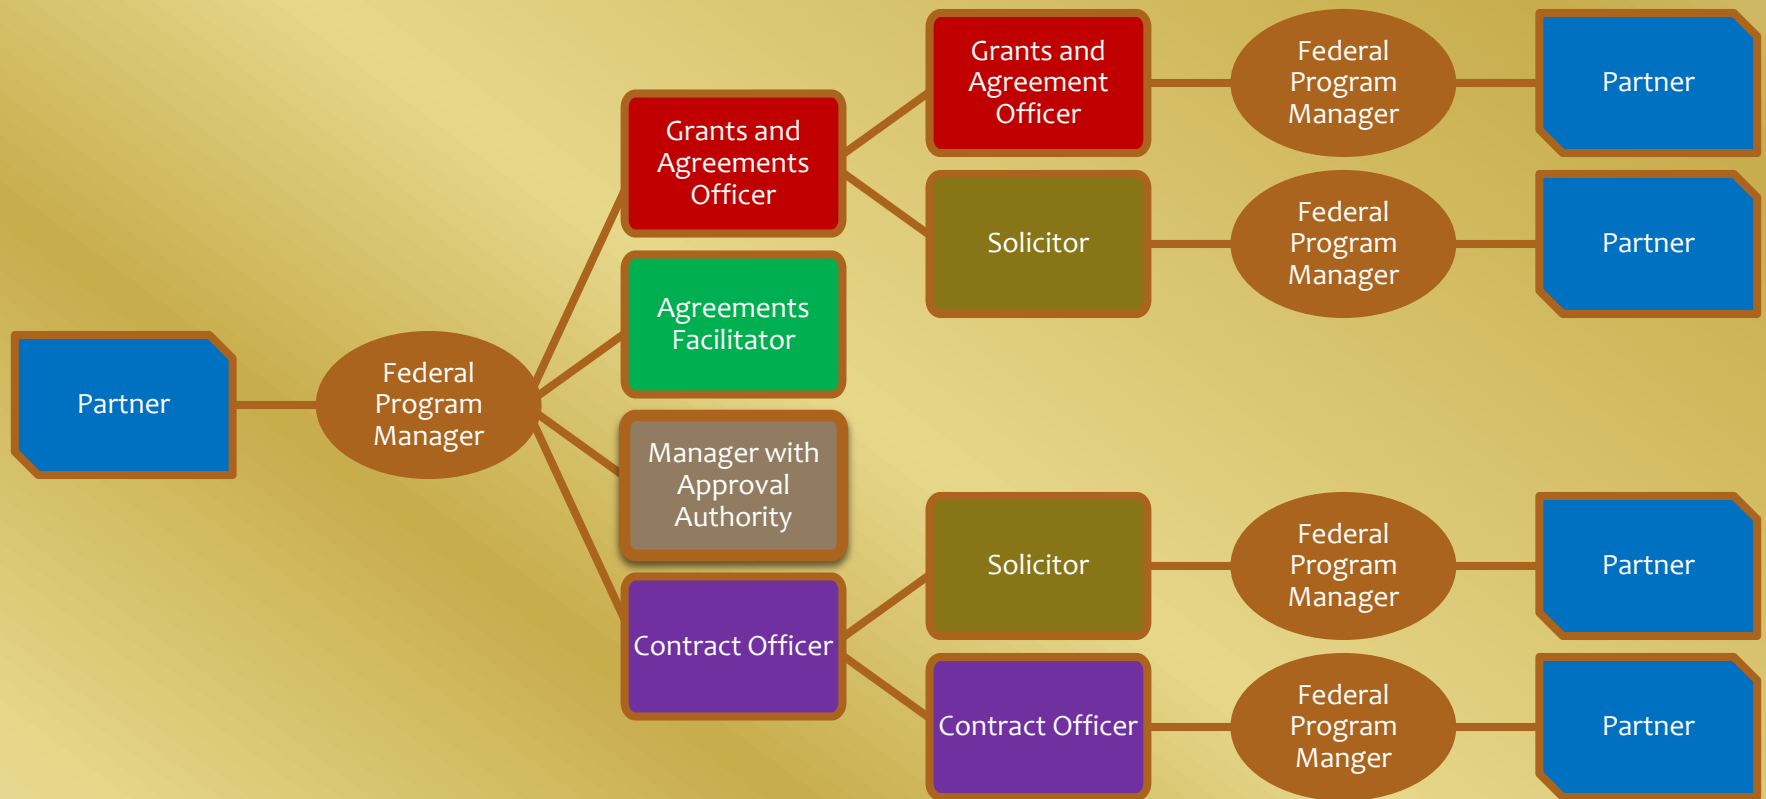 Partner
Federal
Program
Manager
Grants and
Agreements
Officer
Agreements
Facilitator
Manager with
Approval
Authority
Contract Officer
Grants and
Agreement
Officer
Federal
Program
Manager
Partner
Solicitor
Federal
Program
Manager
Partner
Solicitor
Federal
Program
Manager
Partner
Contract Officer
Federal
Program
Manger
Partner